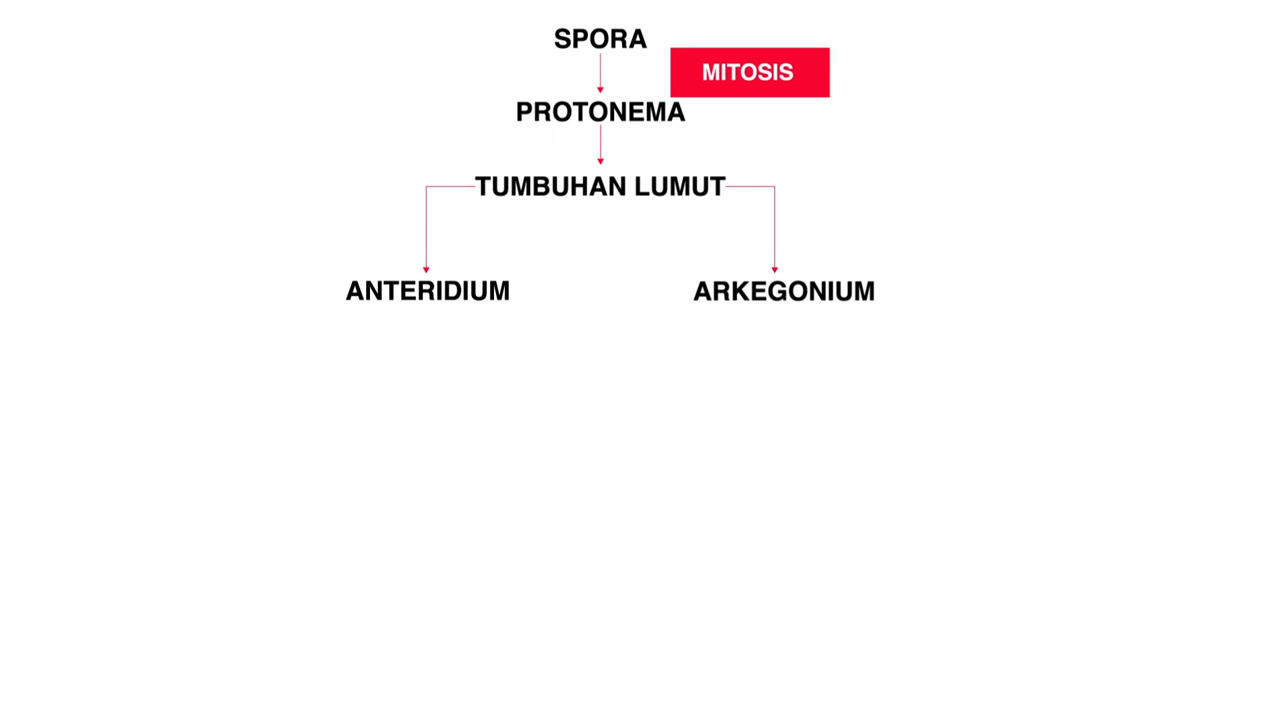 SPORA
MITOSIS
PROTONEMA
TUMBUHAN LUMUT
ANTERIDIUM
ARKEGONIUM